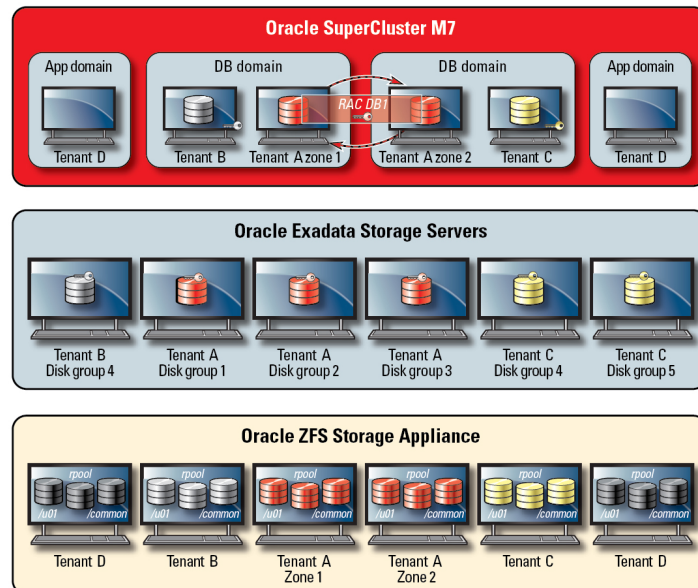 Oracle SuperCluster M7
App domain
DB domain
DB domain
App domain
RAC DB1
Tenant D
Tenant B
Tenant A zone 1
Tenant A zone 2
Tenant C
Tenant D
Oracle Exadata Storage Servers
Tenant B
Disk group 4
Tenant A
Disk group 1
Tenant A
Disk group 2
Tenant A
Disk group 3
Tenant C
Disk group 4
Tenant C
Disk group 5
Oracle ZFS Storage Appliance
rpool
/u01 /common
Tenant D
rpool
/u01 /common
Tenant B
rpool
/u01 /common
Tenant A
Zone 1
rpool
/u01 /common
Tenant A
Zone 2
rpool
/u01 /common
Tenant C
rpool
/u01 /common
Tenant D